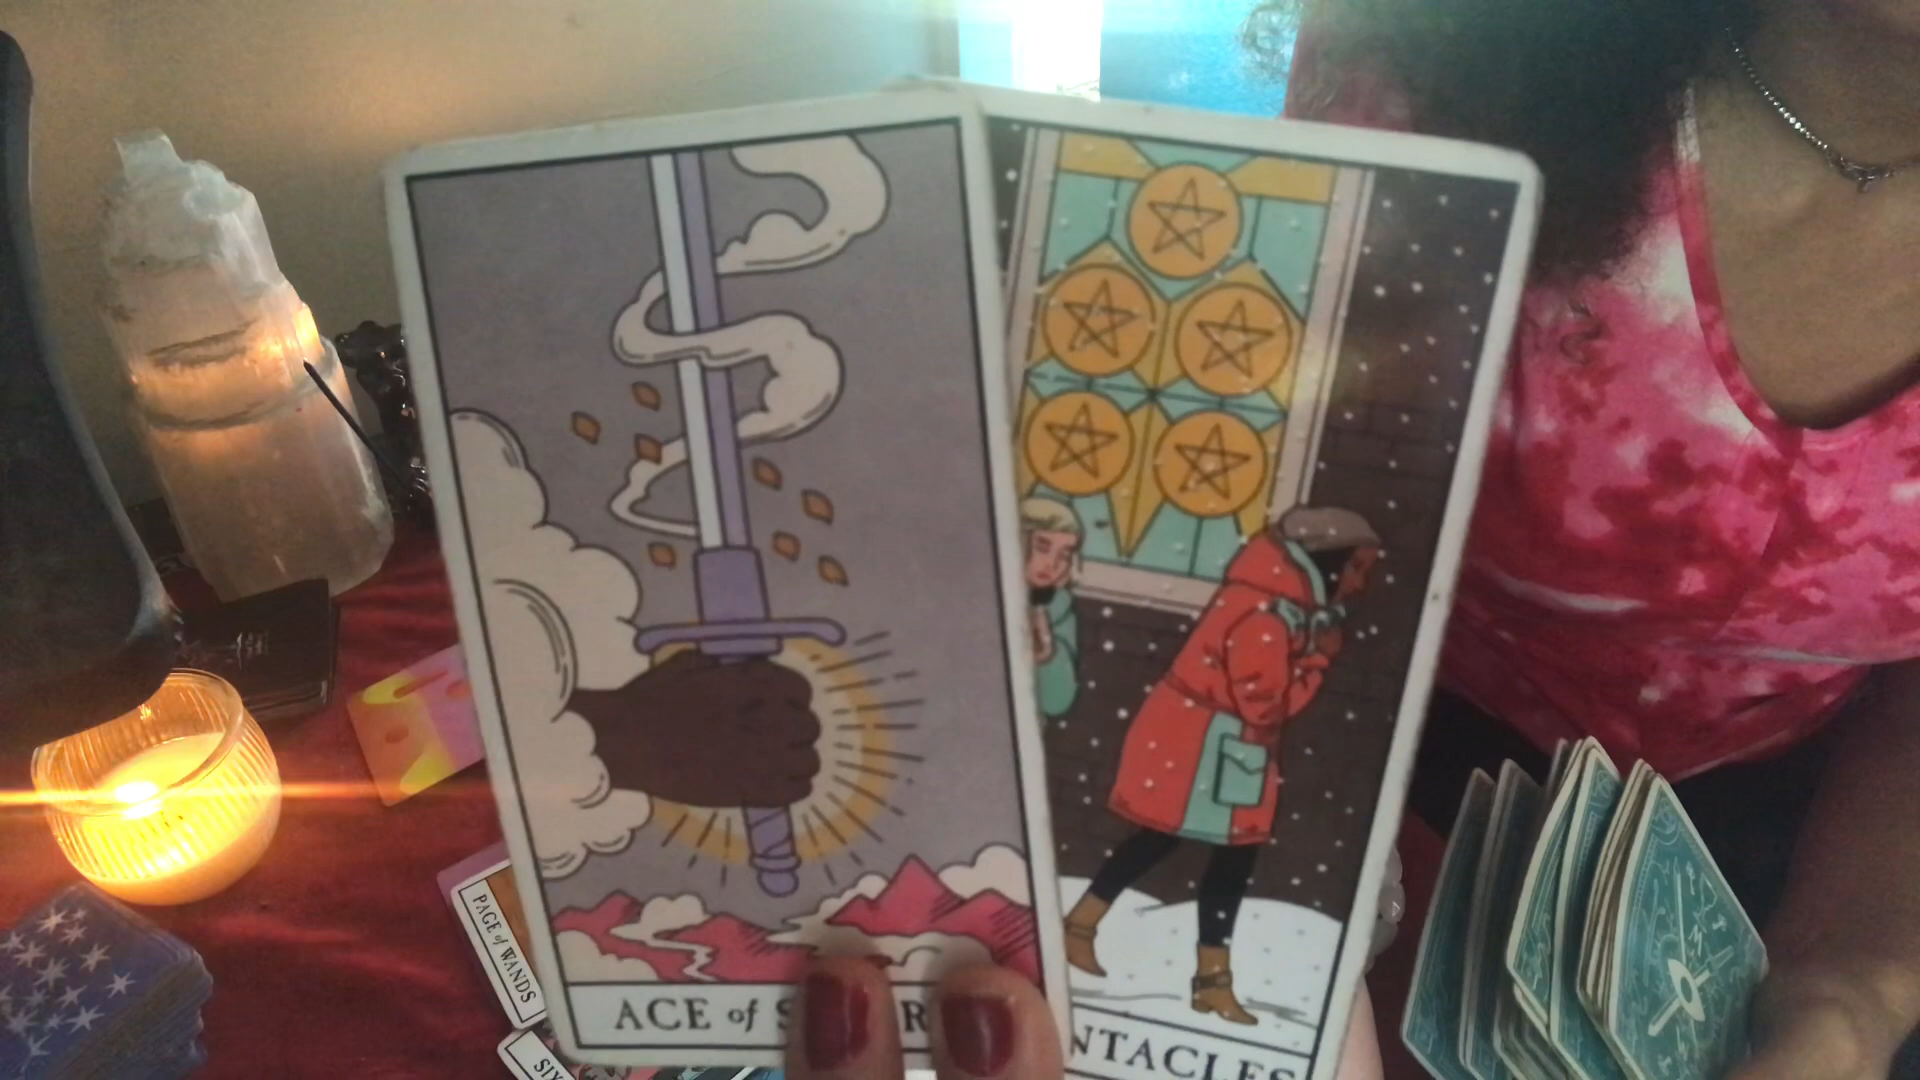 ACE of
NTACLES
PAGE of WANDS
SIX